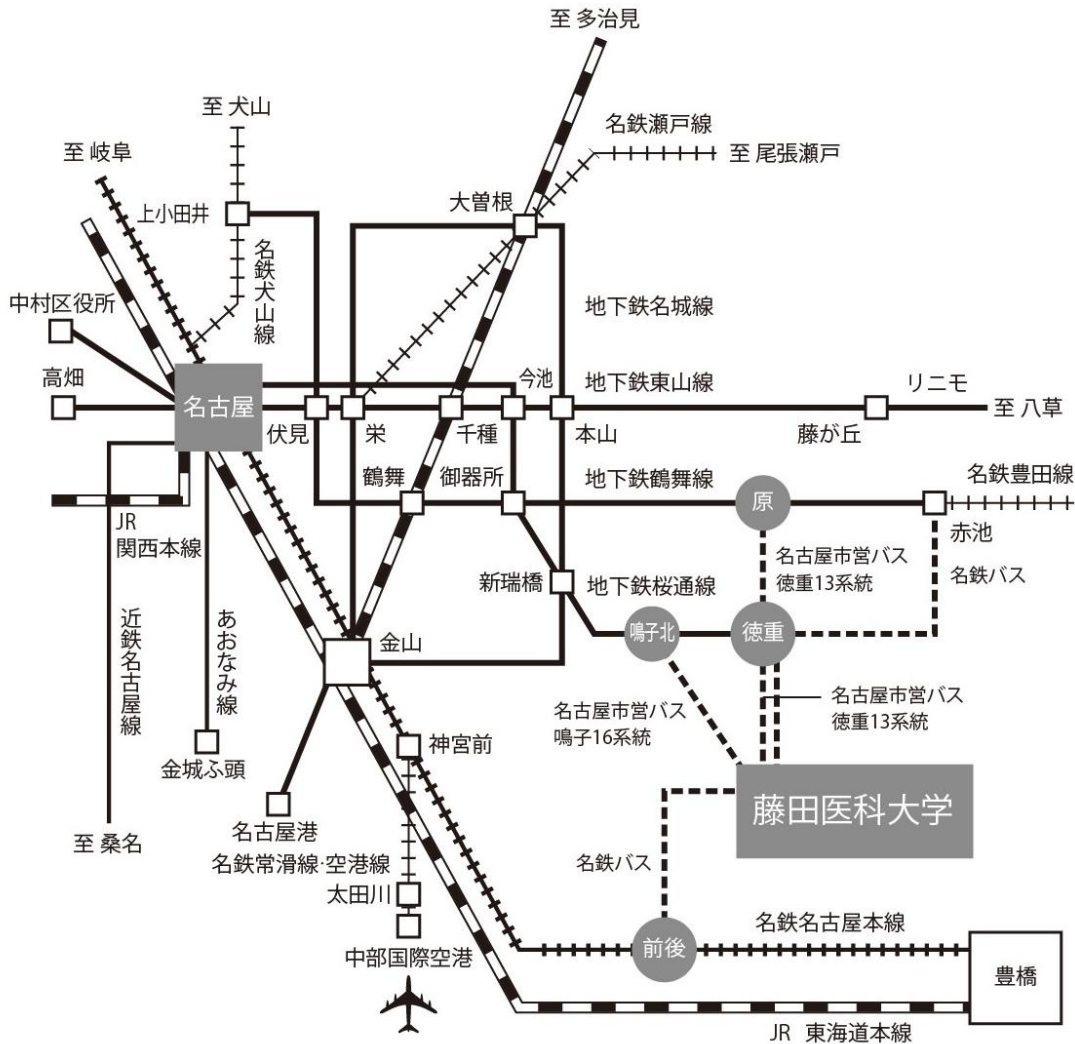 至 多治見
至 犬山
名鉄瀬戸線
至 岐阜
至 尾張瀬戸
上小田井
大曽根
名鉄犬山線
中村区役所
地下鉄名城線
高畑
名古屋
今池
地下鉄東山線
リニモ
至 八草
伏見
栄
千種
本山
藤が丘
鶴舞
御器所
地下鉄鶴舞線
原
名鉄豊田線
赤池
JR
関西本線
名古屋市営バス
徳重13系統
名鉄バス
新瑞橋
地下鉄桜通線
鳴子北
徳重
近鉄名古屋線
あおなみ線
金山
名古屋市営バス
鳴子16系統
名古屋市営バス
徳重13系統
神宮前
金城ふ頭
藤田医科大学
名古屋港
至 桑名
名鉄常滑線・空港線
名鉄バス
太田川
名鉄名古屋本線
前後
中部国際空港
豊橋
JR 東海道本線